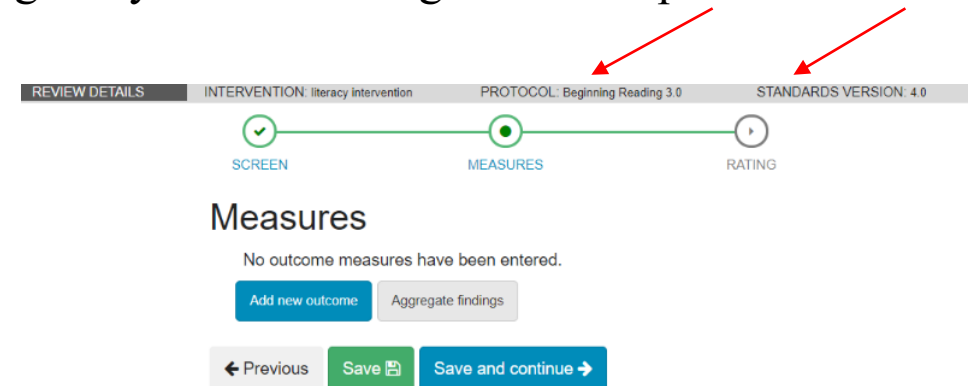 REVIEW DETAILS INTERVENTION: literacy intervention PROTOCOL: Beginning Reading 3.0 STANDARDS VERSION: 4.0
SCREEN MEASURES RATING
Measures
No outcome measures have been entered.
Add new outcome Aggregate findings
Previous Save Save and continue